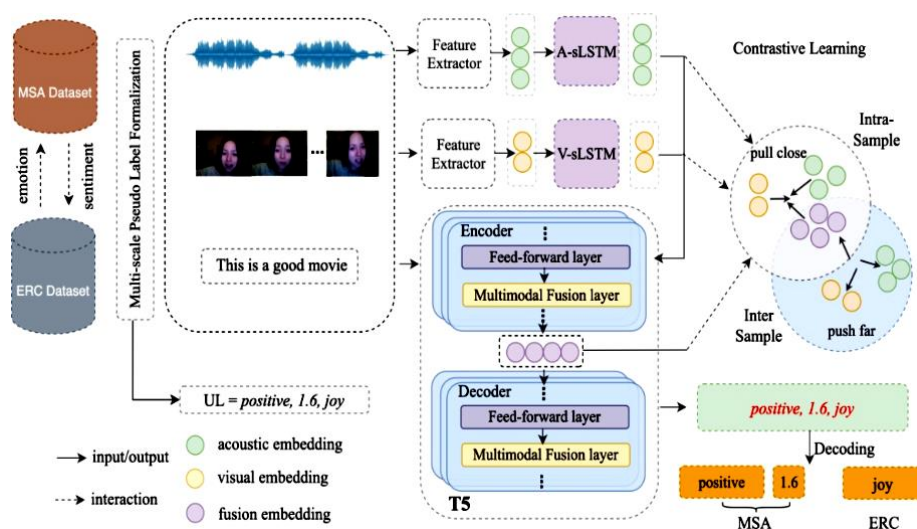 MSA Dataset
emotion
sentiment
ERC Dataset
Multi-scale Pseudo Label Formalization
This is a good movie
Feature
Extractor
A-sLSTM
Feature
Extractor
V-sLSTM
Encoder
Feed-forward layer
Multimodal Fusion layer
Decoder
Feed-forward layer
Multimodal Fusion layer
T5
Contrastive Learning
Intra-
Sample
pull close
Inter
Sample
push far
UL = positive, 1.6, joy
input/output
interaction
acoustic embedding
visual embedding
fusion embedding
positive, 1.6, joy
Decoding
positive
1.6
joy
MSA
ERC